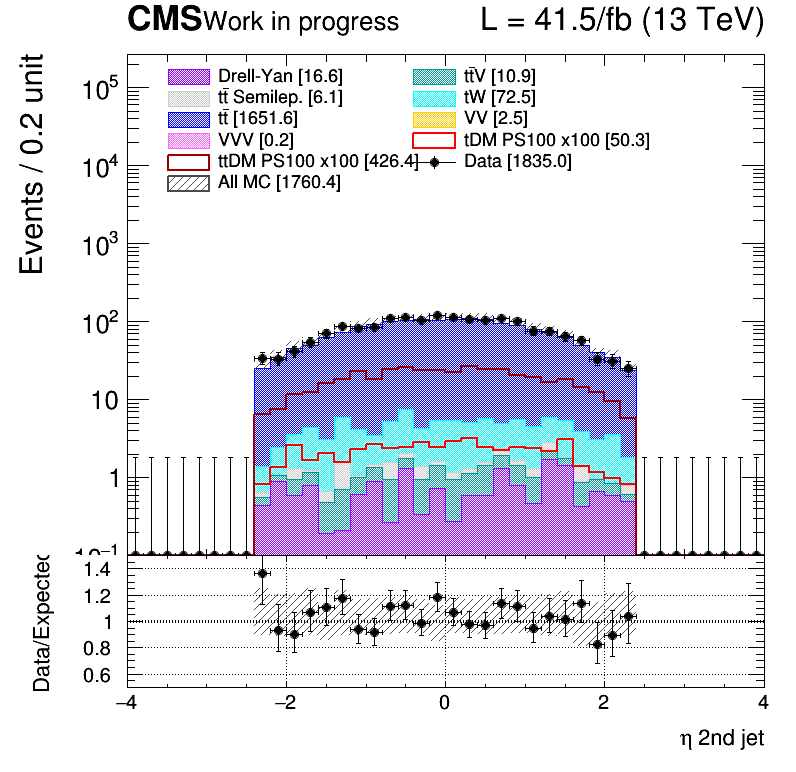 CMS Work in progress L = 41.5/fb (13 TeV)
Events / 0.2 unit
Drell-Yan [16.6] tt̄V [10.9]
tt̄ Semilep. [6.1] tW [72.5]
tt̄ [1651.6] VV [2.5]
VVV [0.2] tDM PS100 x100 [50.3]
ttDM PS100 x100 [426.4] Data [1835.0]
All MC [1760.4]
10⁵
10⁴
10³
10²
10
1
10⁻¹
Data/Expected
1.4
1.2
1
0.8
0.6
−4 −2 0 2 4
η 2nd jet